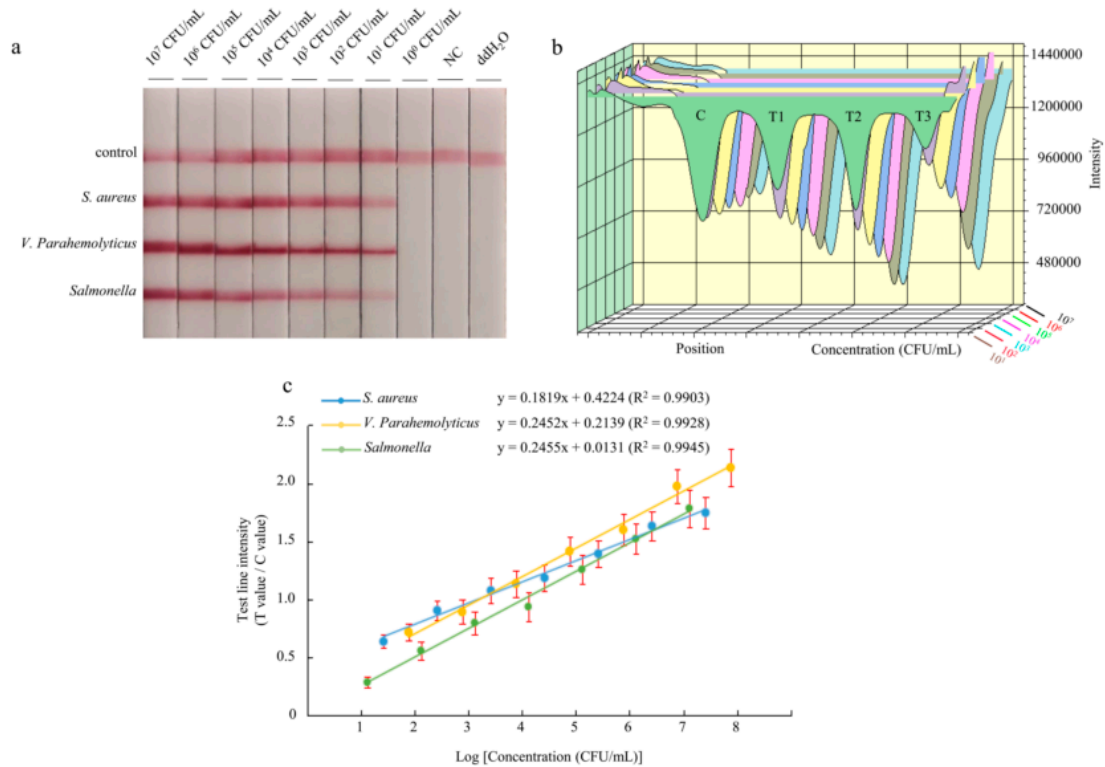 a
10⁷ CFU/mL
10⁶ CFU/mL
10⁵ CFU/mL
10⁴ CFU/mL
10³ CFU/mL
10² CFU/mL
10¹ CFU/mL
10⁰ CFU/mL
NC
ddH₂O
control
S. aureus
V. Parahemolyticus
Salmonella
b
C
T1
T2
T3
1440000
1200000
960000
720000
480000
Intensity
Position
Concentration (CFU/mL)
10⁷
10⁶
10⁵
10⁴
10³
10²
10¹
c
S. aureus y = 0.1819x + 0.4224 (R² = 0.9903)
V. Parahemolyticus y = 0.2452x + 0.2139 (R² = 0.9928)
Salmonella y = 0.2455x + 0.0131 (R² = 0.9945)
2.5
2.0
1.5
1.0
0.5
0
Test line intensity
(T value / C value)
1 2 3 4 5 6 7 8
Log [Concentration (CFU/mL)]